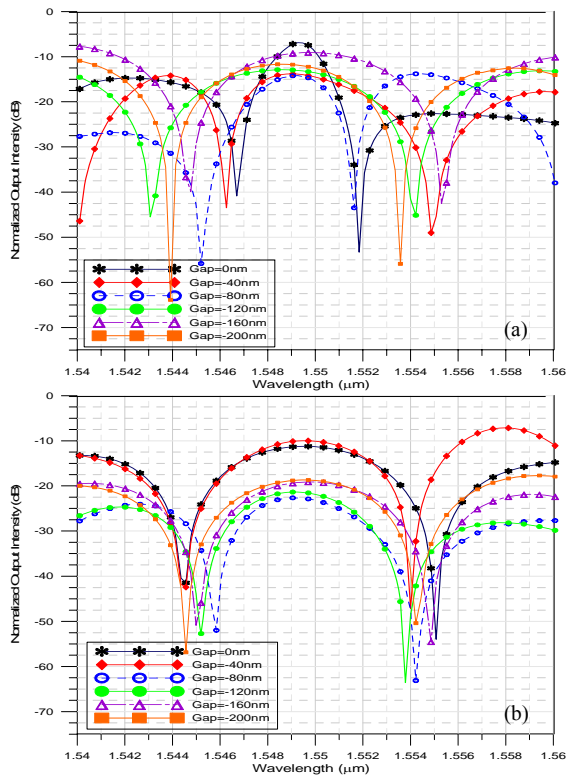 0
-10
-20
-30
-40
-50
-60
-70
Normalized Output Intensity (dB)
Gap=0nm
Gap=-40nm
Gap=-80nm
Gap=-120nm
Gap=-160nm
Gap=-200nm
(a)
1.54 1.542 1.544 1.546 1.548 1.55 1.552 1.554 1.556 1.558 1.56
Wavelength (μm)
0
-10
-20
-30
-40
-50
-60
-70
Normalized Output Intensity (dB)
Gap=0nm
Gap=-40nm
Gap=-80nm
Gap=-120nm
Gap=-160nm
Gap=-200nm
(b)
1.54 1.542 1.544 1.546 1.548 1.55 1.552 1.554 1.556 1.558 1.56
Wavelength (μm)